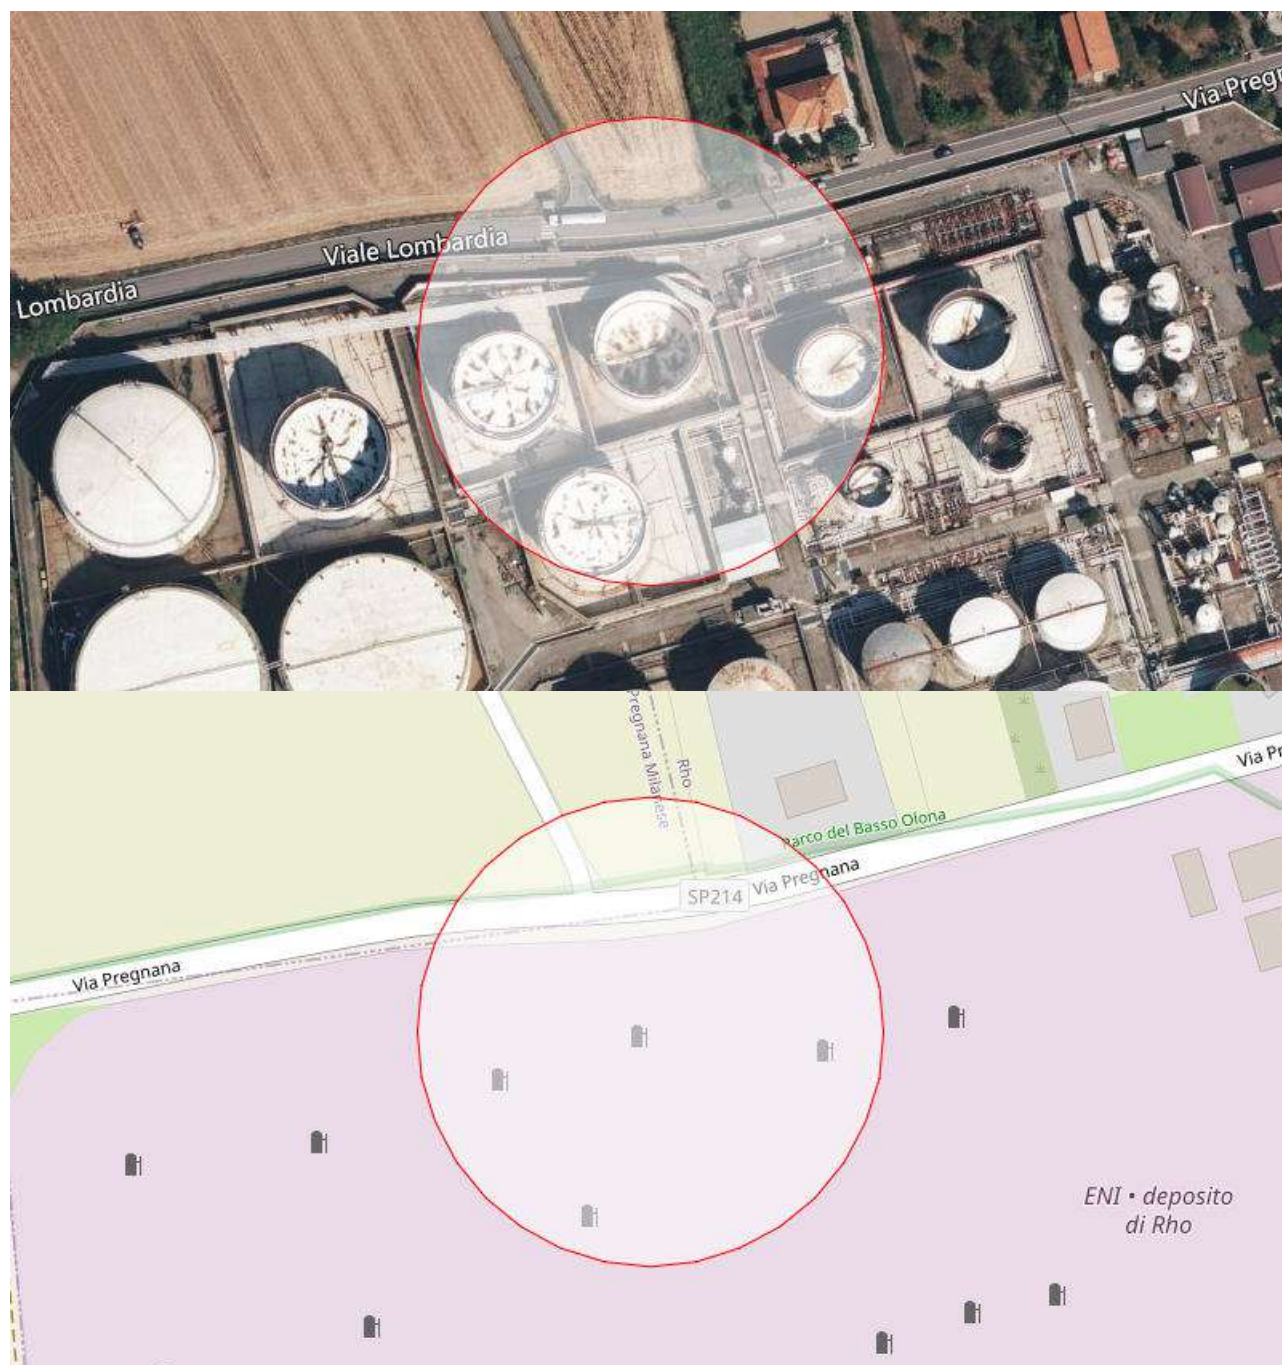 Via Pregn
Viale Lombardia
Lombardia
Pregnana Milanese
Rho
Via Pr
Parco del Basso Olona
Via Pregnana
SP214
Via Pregnana
ENI • deposito
di Rho